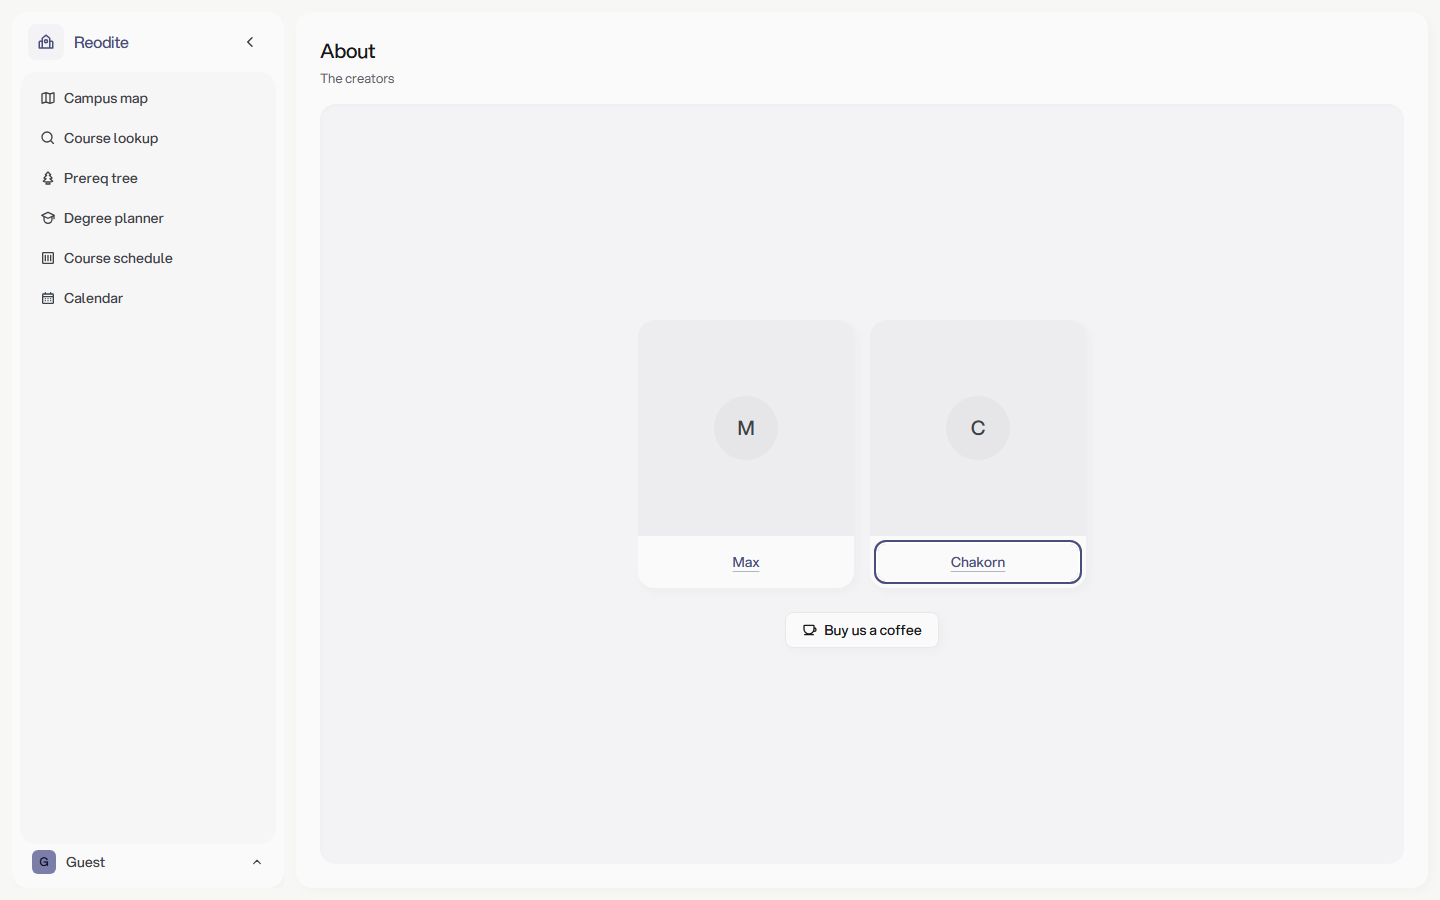 Reodite
Campus map
Course lookup
Prereq tree
Degree planner
Course schedule
Calendar
G
Guest
About
The creators
M
C
Max
Chakorn
Buy us a coffee